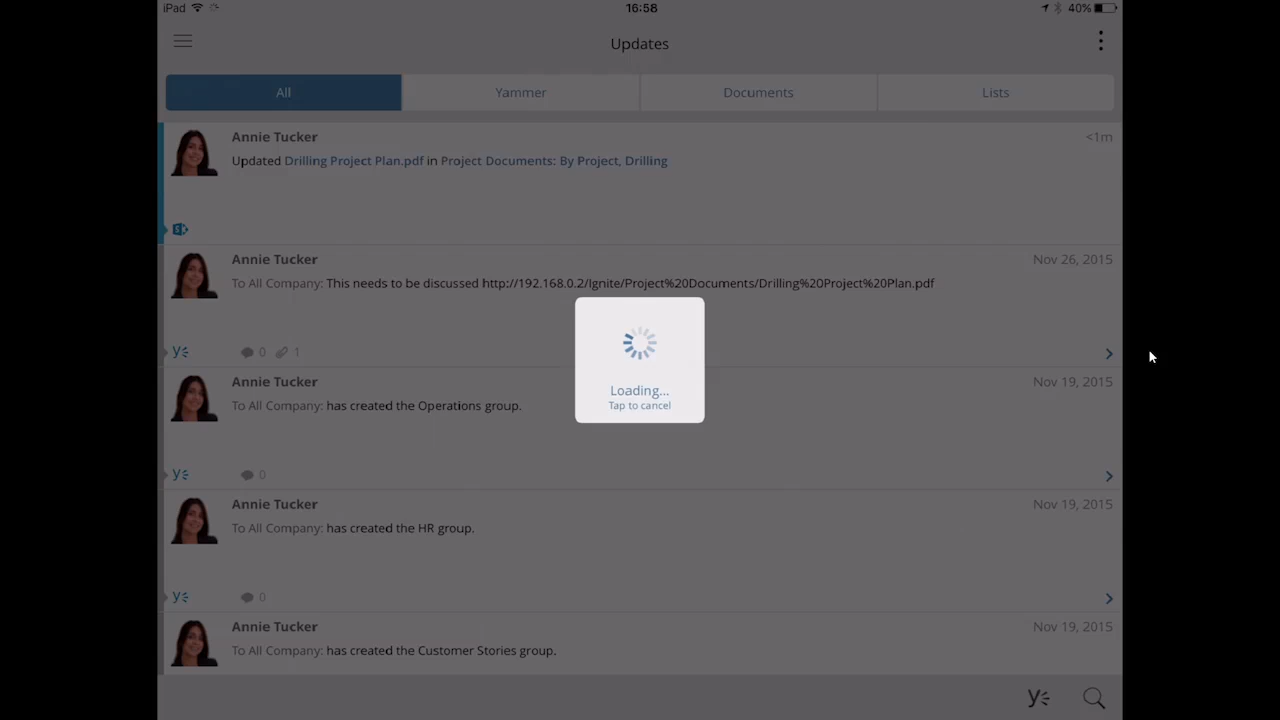 iPad 16:58 40%
Updates
All Yammer Documents Lists
Annie Tucker <1m
Updated Drilling Project Plan.pdf in Project Documents: By Project, Drilling
Annie Tucker Nov 26, 2015
To All Company: This needs to be discussed http://192.168.0.2/Ignite/Project%20Documents/Drilling%20Project%20Plan.pdf
0 1
Loading...
Tap to cancel
Annie Tucker Nov 19, 2015
To All Company: has created the Operations group.
0
Annie Tucker Nov 19, 2015
To All Company: has created the HR group.
0
Annie Tucker Nov 19, 2015
To All Company: has created the Customer Stories group.